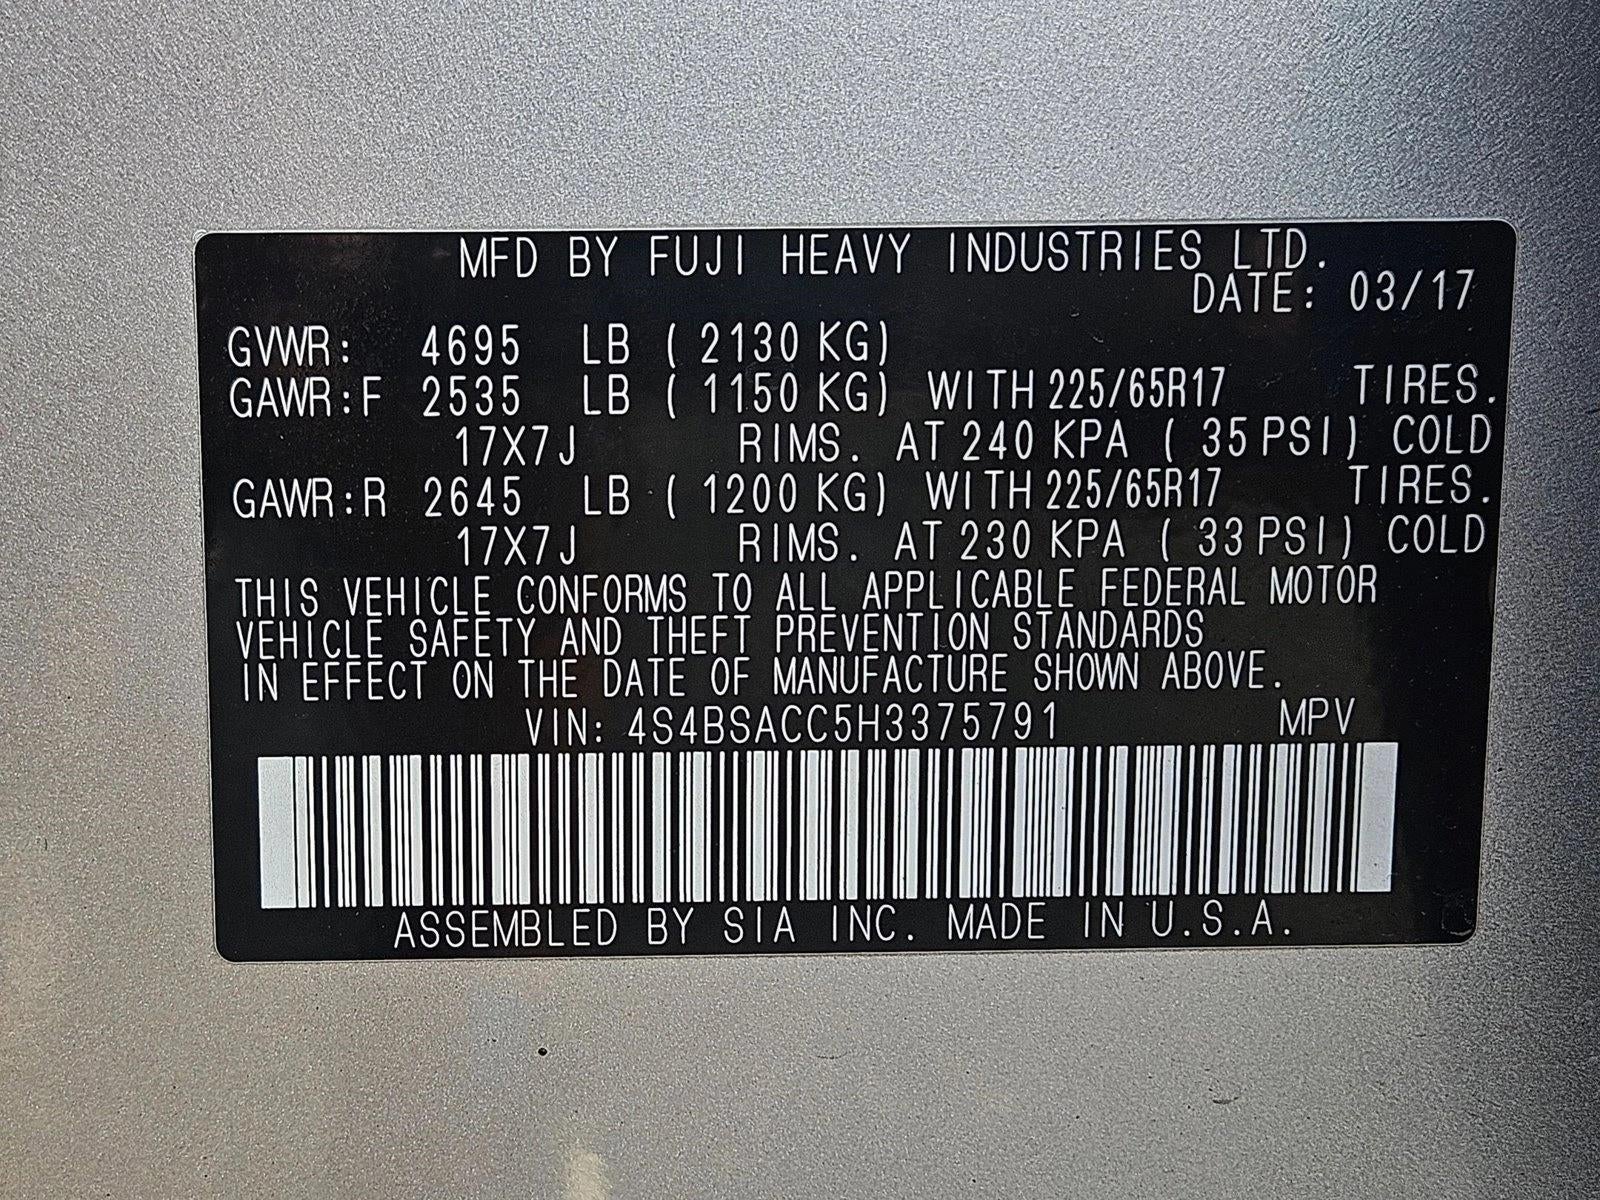 MFD BY FUJI HEAVY INDUSTRIES LTD.
DATE: 03/17
GVWR: 4695 LB (2130 KG)
GAWR:F 2535 LB (1150 KG) WITH 225/65R17 TIRES.
17X7J RIMS. AT 240 KPA (35 PSI) COLD
GAWR:R 2645 LB (1200 KG) WITH 225/65R17 TIRES.
17X7J RIMS. AT 230 KPA (33 PSI) COLD
THIS VEHICLE CONFORMS TO ALL APPLICABLE FEDERAL MOTOR
VEHICLE SAFETY AND THEFT PREVENTION STANDARDS
IN EFFECT ON THE DATE OF MANUFACTURE SHOWN ABOVE.
VIN: 4S4BSACC5H3375791 MPV
ASSEMBLED BY SIA INC. MADE IN U.S.A.